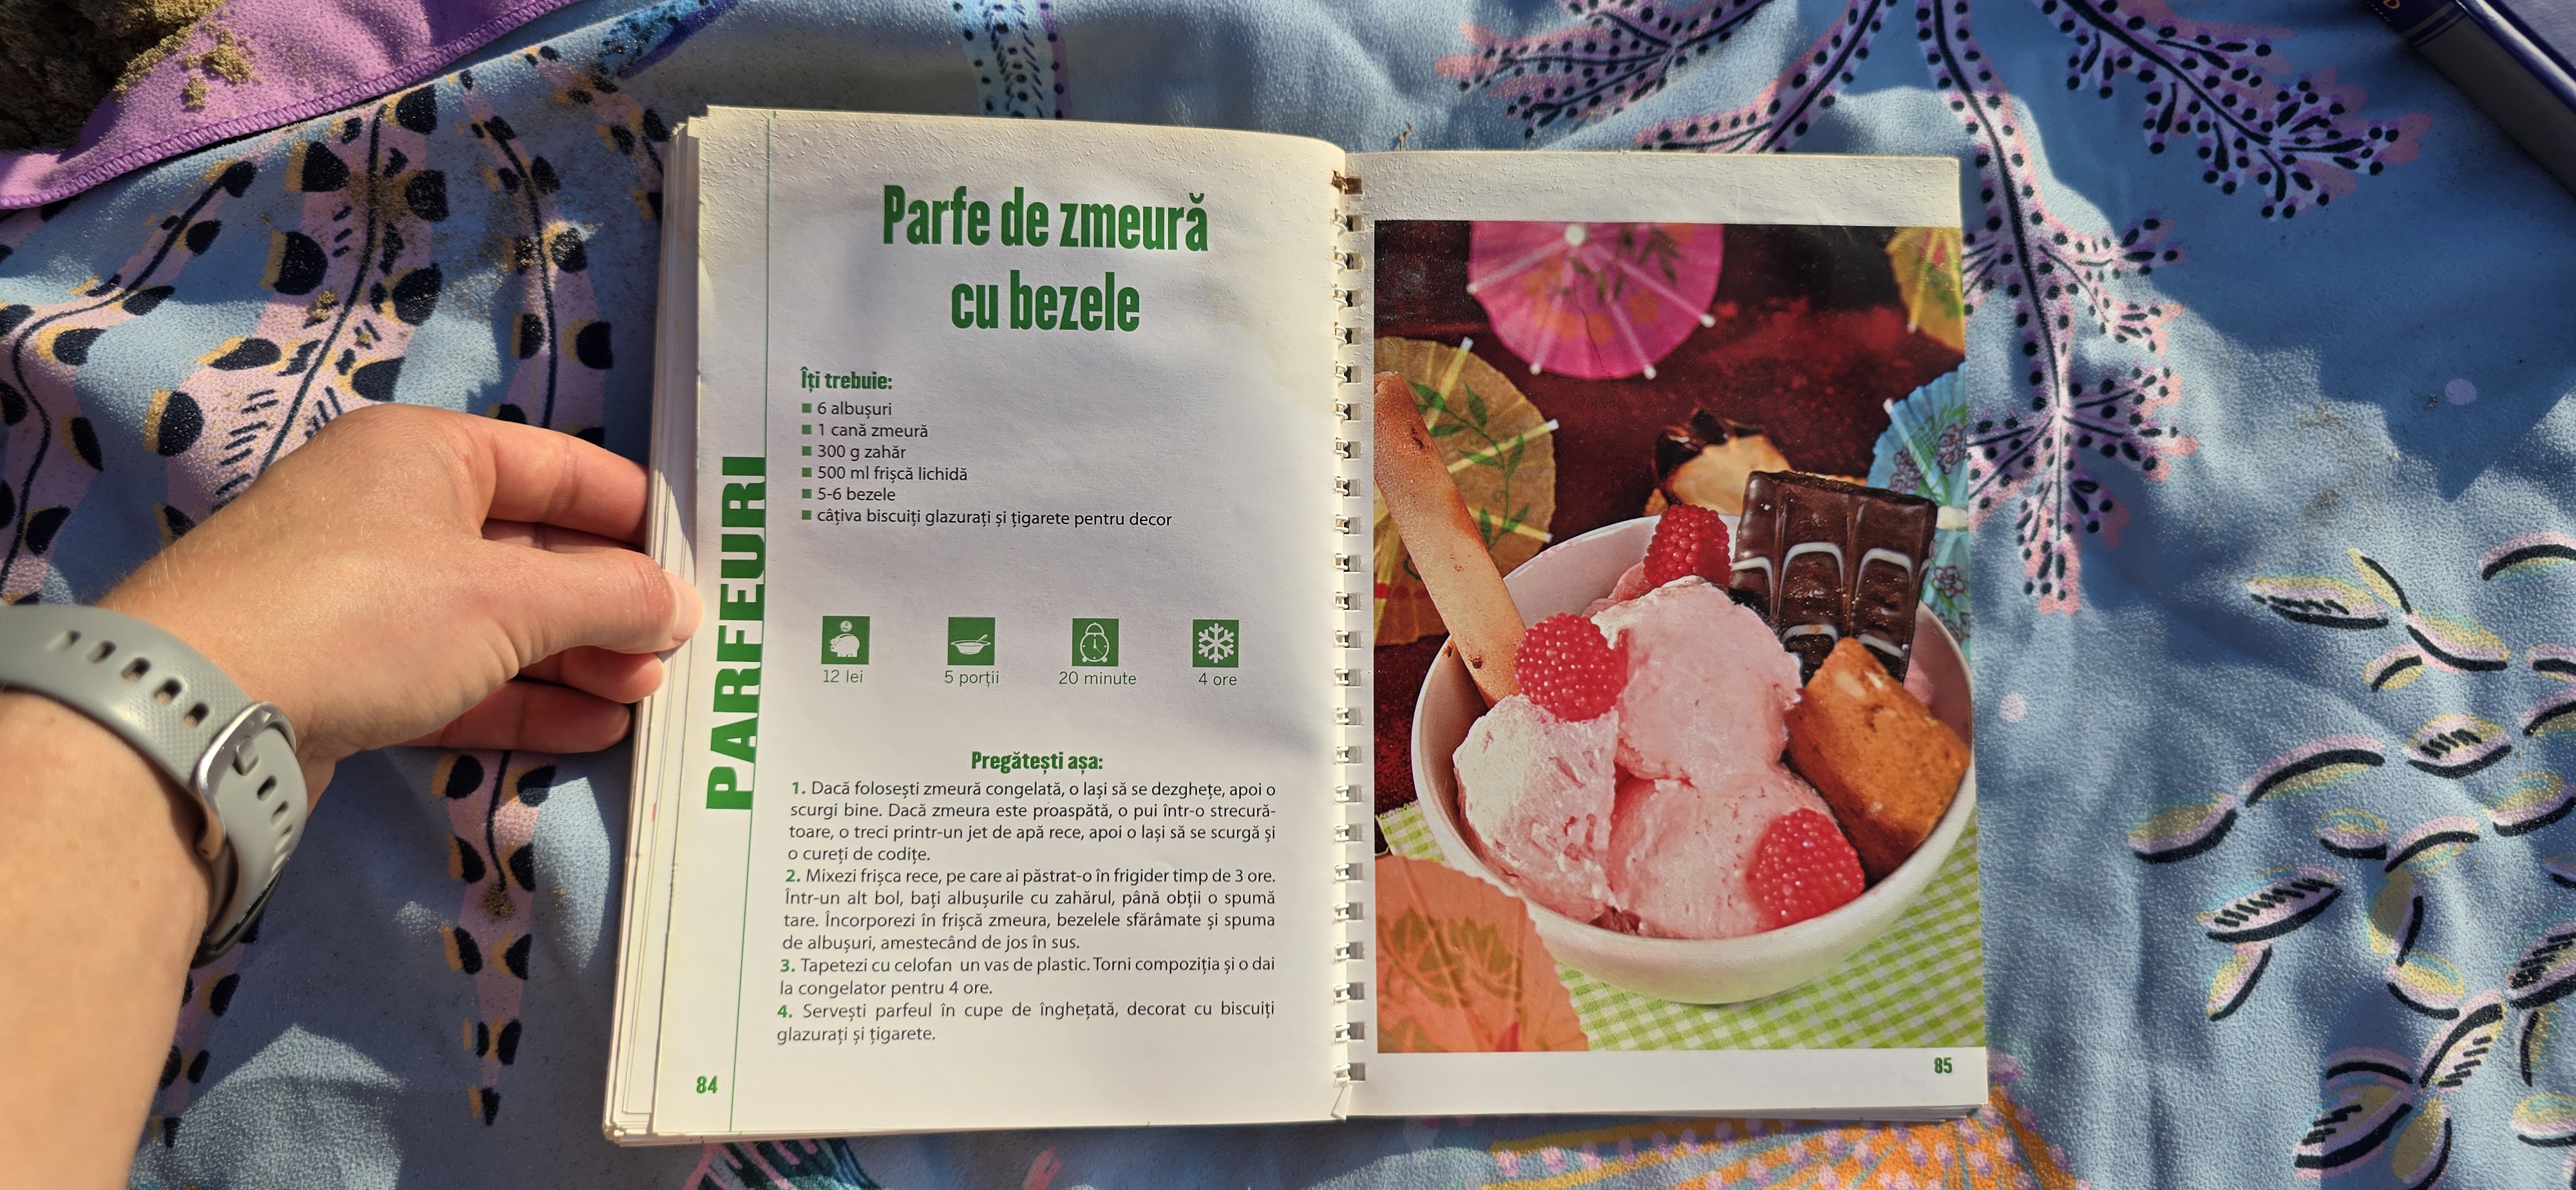 Parfe de zmeură
cu bezele
Îți trebuie:
■ 6 albușuri
■ 1 cană zmeură
■ 300 g zahăr
■ 500 ml frișcă lichidă
■ 5-6 bezele
■ câțiva biscuiți glazurați și țigarete pentru decor
12 lei
5 porții
20 minute
4 ore
Pregătești așa:
1. Dacă folosești zmeură congelată, o lași să se dezghețe, apoi o
scurgi bine. Dacă zmeura este proaspătă, o pui într-o strecură-
toare, o treci printr-un jet de apă rece, apoi o lași să se scurgă și
o cureți de codițe.
2. Mixezi frișca rece, pe care ai păstrat-o în frigider timp de 3 ore.
Într-un alt bol, bați albușurile cu zahărul, până obții o spumă
tare. Încorporezi în frișcă zmeura, bezelele sfărâmate și spuma
de albușuri, amestecând de jos în sus.
3. Tapetezi cu celofan un vas de plastic. Torni compoziția și o dai
la congelator pentru 4 ore.
4. Servești parfeul în cupe de înghețată, decorat cu biscuiți
glazurați și țigarete.
PARFEURI
84
85